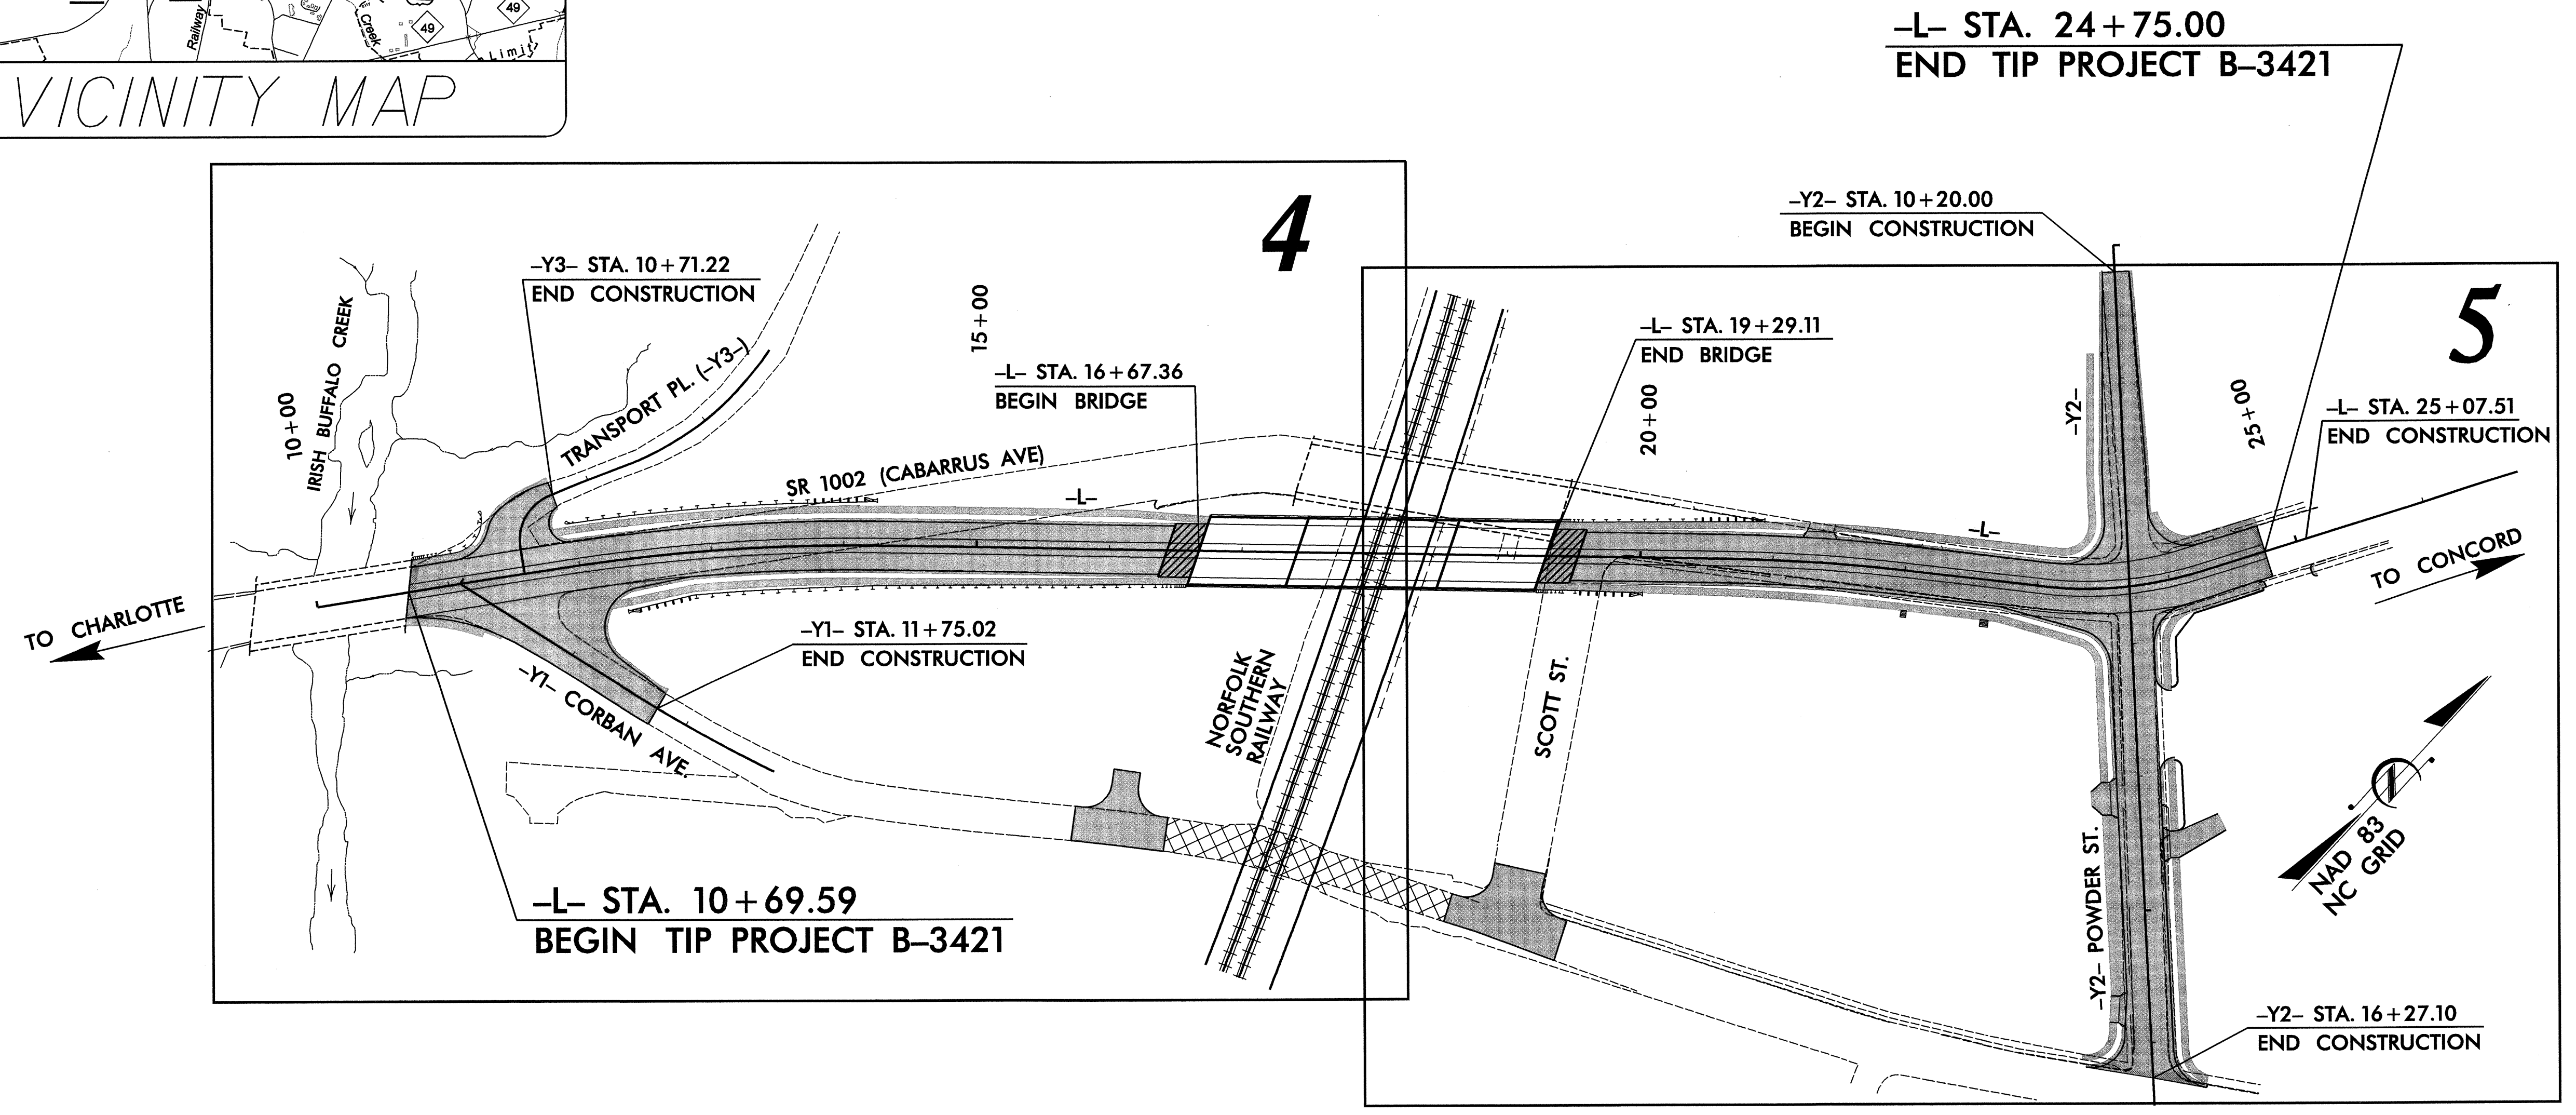 Railway
Creek
49
49
Limit
VICINITY MAP
–L– STA. 24+75.00
END TIP PROJECT B–3421
4
–Y2– STA. 10+20.00
BEGIN CONSTRUCTION
–Y3– STA. 10+71.22
END CONSTRUCTION
5
15+00
–L– STA. 19+29.11
END BRIDGE
–L– STA. 16+67.36
BEGIN BRIDGE
10+00
IRISH BUFFALO CREEK
TRANSPORT PL. (–Y3–)
20+00
–Y2–
25+00
–L– STA. 25+07.51
END CONSTRUCTION
SR 1002 (CABARRUS AVE)
–L–
–L–
TO CONCORD
TO CHARLOTTE
–Y1– STA. 11+75.02
END CONSTRUCTION
–Y1– CORBAN AVE.
NORFOLK
SOUTHERN
RAILWAY
SCOTT ST.
NAD 83
NC GRID
–Y2– POWDER ST.
–L– STA. 10+69.59
BEGIN TIP PROJECT B–3421
–Y2– STA. 16+27.10
END CONSTRUCTION